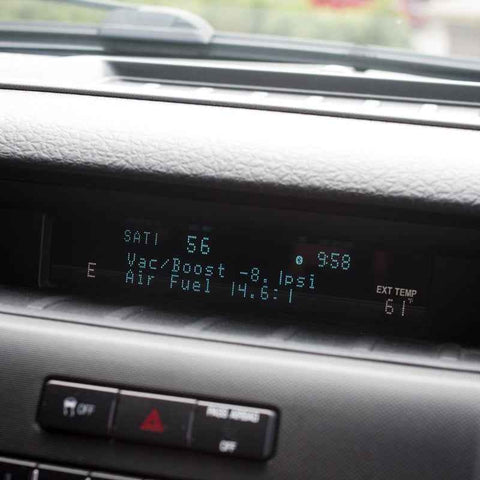 SAT1 56 9:58
Vac/Boost -8.1psi
E
Air Fuel 14.6:1
EXT TEMP
61°F
OFF
PASS AIRBAG
OFF